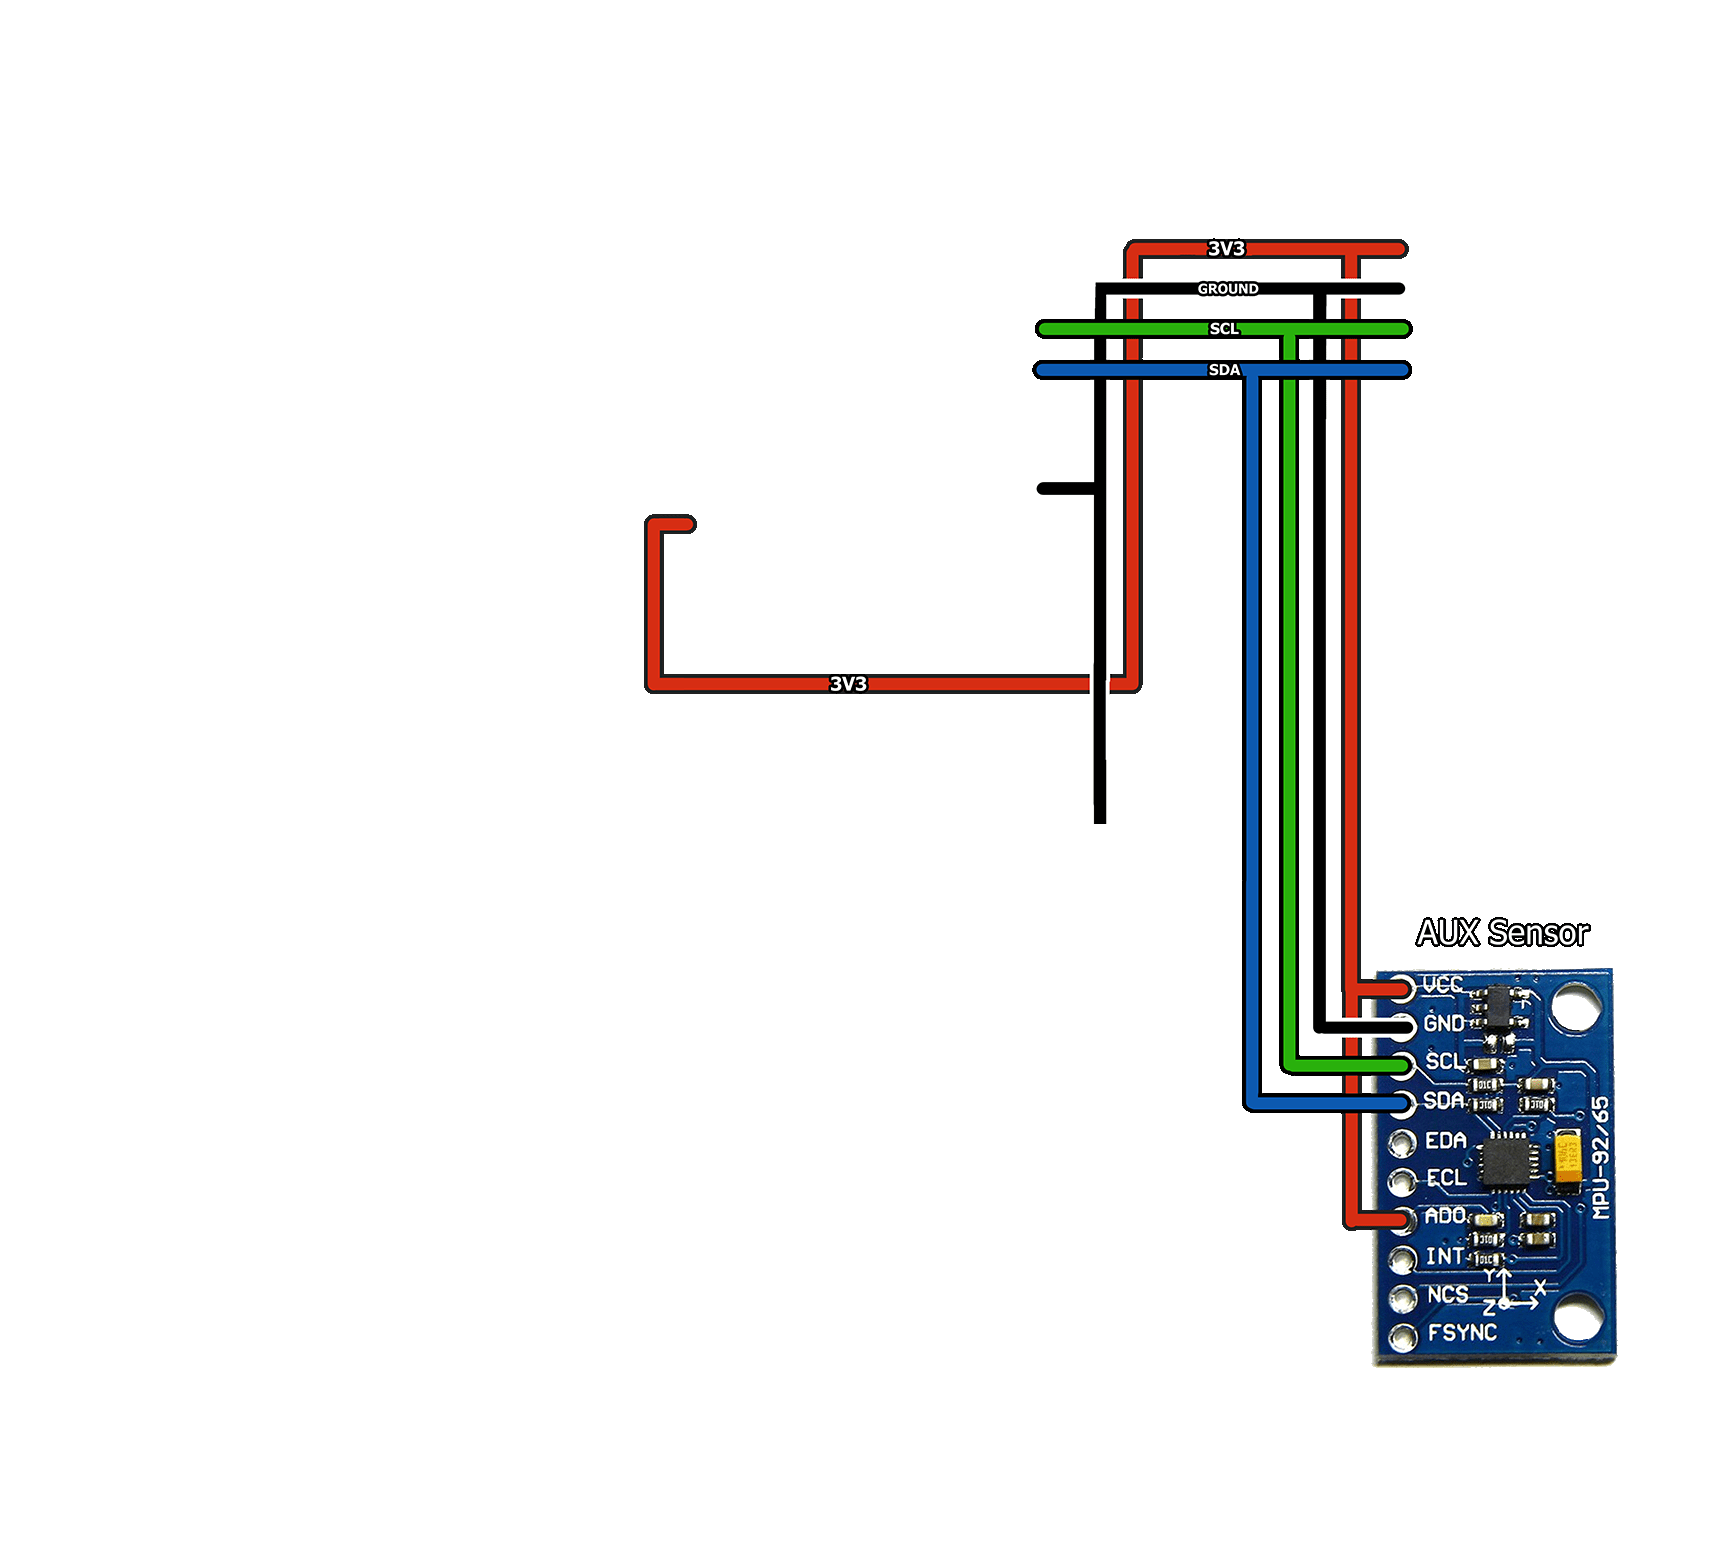 3V3
GROUND
SCL
SDA
3V3
AUX Sensor
VCC
GND
SCL
SDA
EDA
ECL
ADO
INT
NCS
FSYNC
MPU-92/65
Y
X
Z